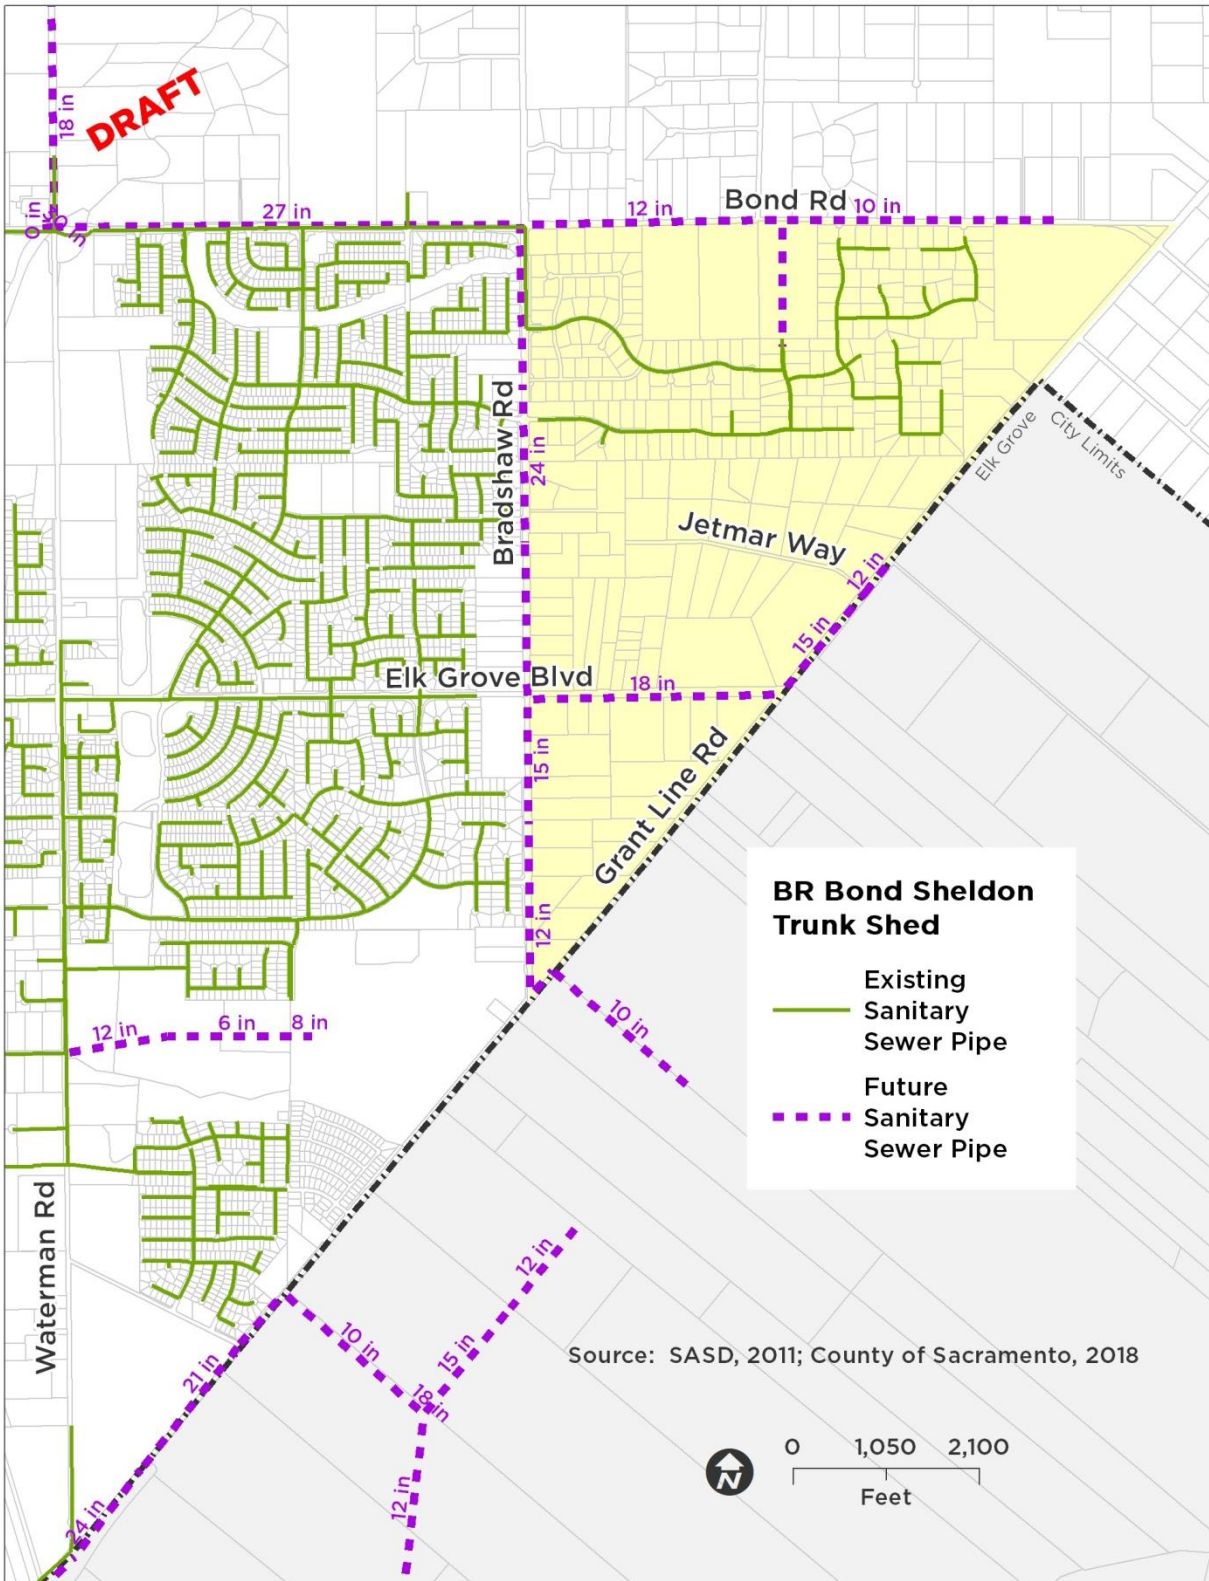 18 in
DRAFT
0 in
27 in
12 in
Bond Rd
10 in
Bradshaw Rd
24 in
Elk Grove
City Limits
Jetmar Way
12 in
15 in
Elk Grove Blvd
18 in
15 in
Grant Line Rd
12 in
10 in
12 in
6 in
8 in
BR Bond Sheldon
Trunk Shed
Existing
Sanitary
Sewer Pipe
Future
Sanitary
Sewer Pipe
Waterman Rd
12 in
10 in
15 in
18 in
21 in
12 in
24 in
Source: SASD, 2011; County of Sacramento, 2018
N
0 1,050 2,100
Feet